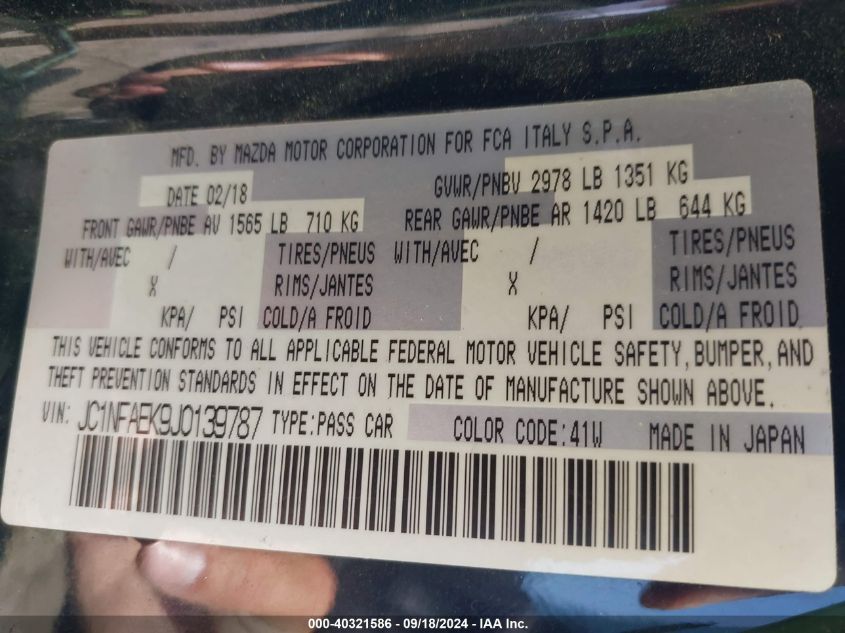 MFD. BY MAZDA MOTOR CORPORATION FOR FCA ITALY S.P.A.
DATE 02/18 GVWR/PNBV 2978 LB 1351 KG
FRONT GAWR/PNBE AV 1565 LB 710 KG REAR GAWR/PNBE AR 1420 LB 644 KG
WITH/AVEC / TIRES/PNEUS WITH/AVEC / TIRES/PNEUS
X RIMS/JANTES X RIMS/JANTES
KPA/ PSI COLD/A FROID KPA/ PSI COLD/A FROID
THIS VEHICLE CONFORMS TO ALL APPLICABLE FEDERAL MOTOR VEHICLE SAFETY, BUMPER, AND
THEFT PREVENTION STANDARDS IN EFFECT ON THE DATE OF MANUFACTURE SHOWN ABOVE.
VIN: JC1NFAEK9J0139787 TYPE:PASS CAR COLOR CODE:41W MADE IN JAPAN
000-40321586 / 09/18/2024 - IAA Inc.